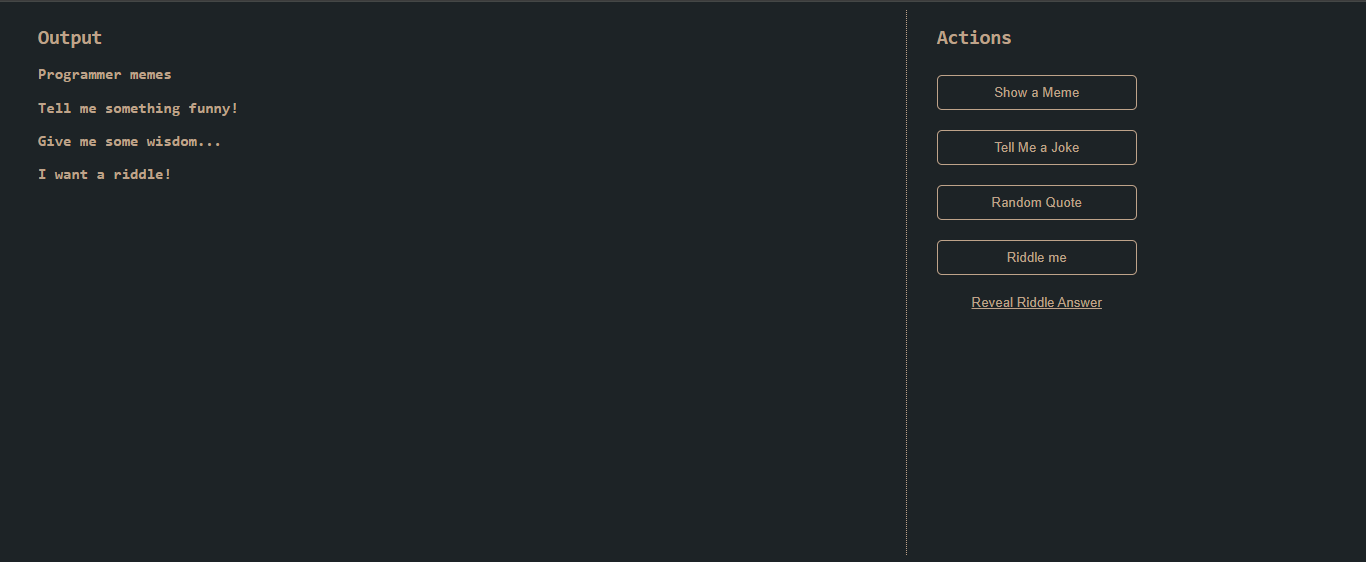 Output
Programmer memes
Tell me something funny!
Give me some wisdom...
I want a riddle!
Actions
Show a Meme
Tell Me a Joke
Random Quote
Riddle me
Reveal Riddle Answer